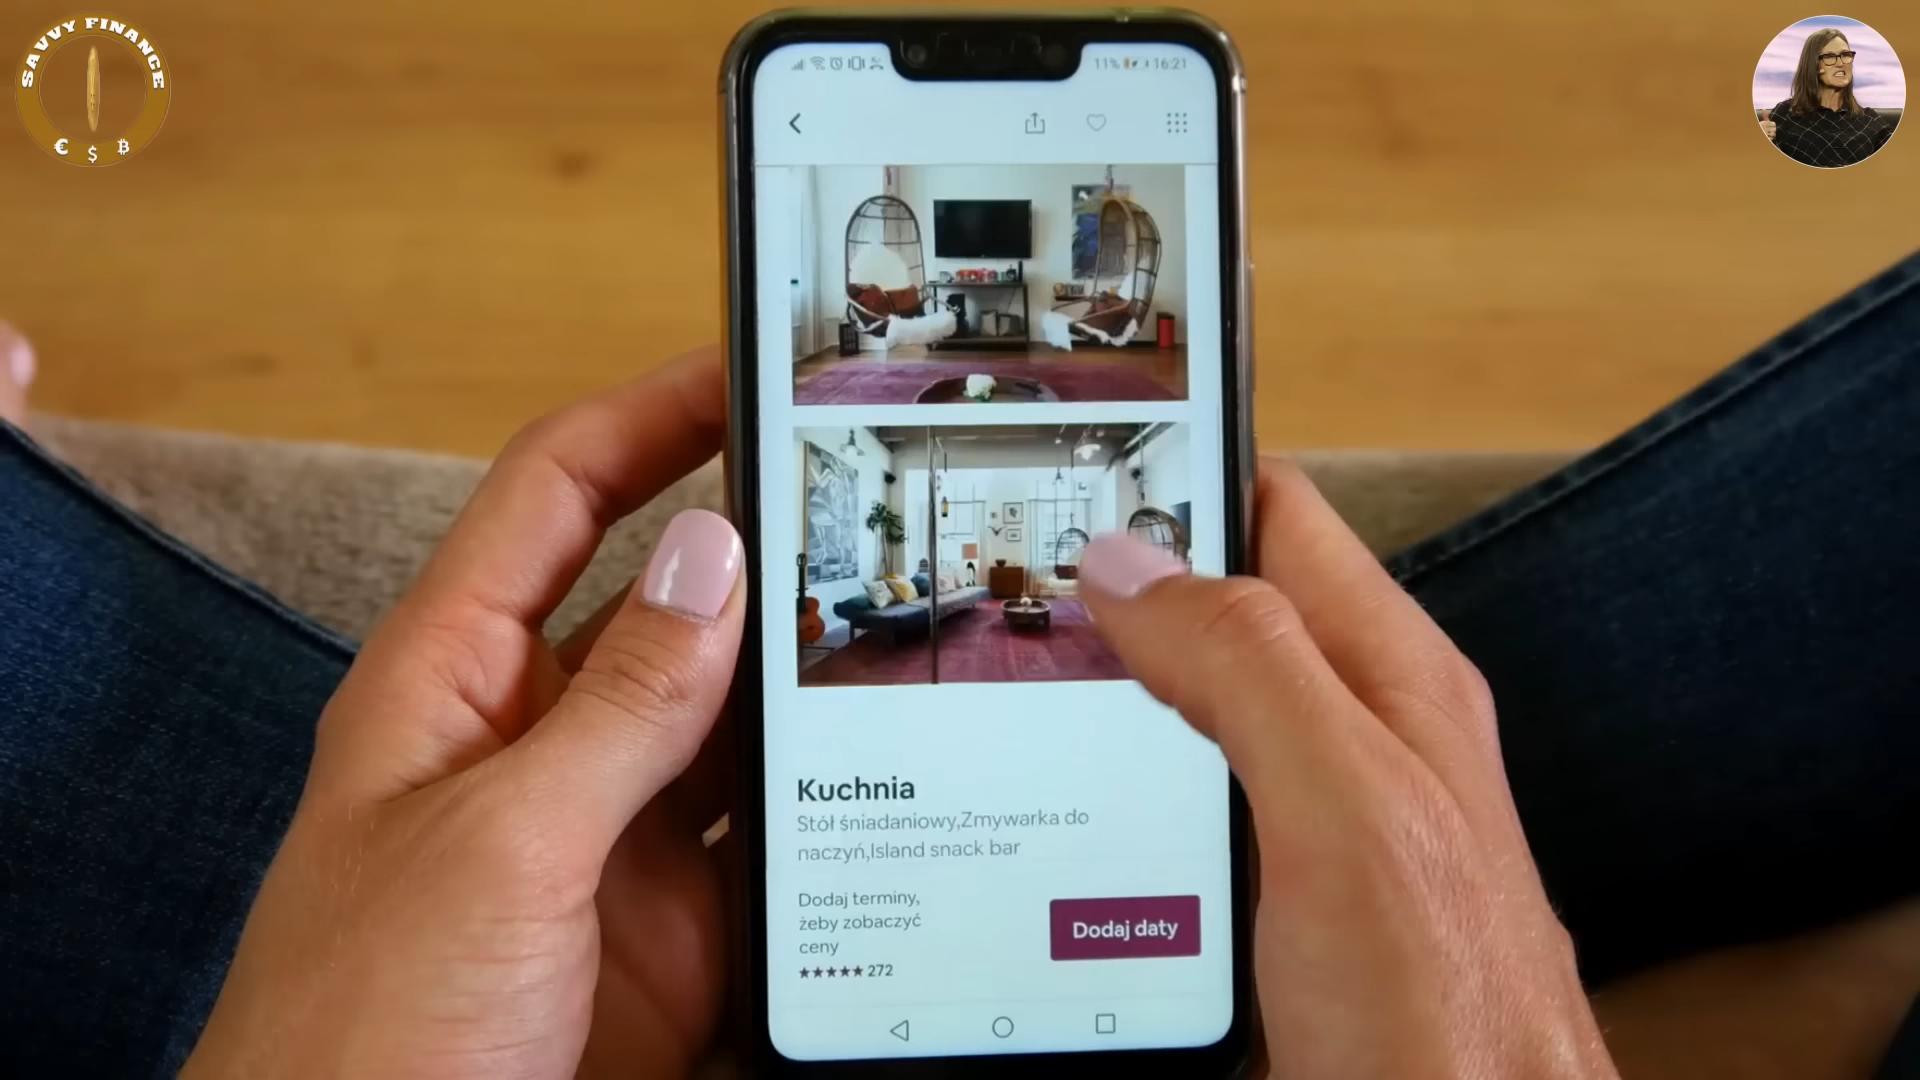 SAVVY FINANCE
€ $ ₿
11% 16:21
Kuchnia
Stół śniadaniowy,Zmywarka do
naczyń,Island snack bar
Dodaj terminy,
żeby zobaczyć
ceny
Dodaj daty
★★★★★ 272